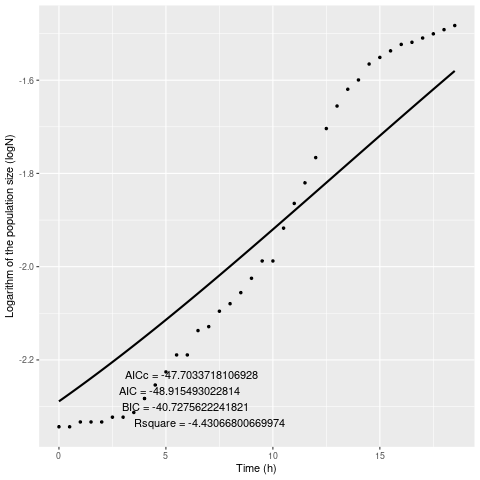 -1.6
-1.8
-2.0
-2.2
Logarithm of the population size (logN)
AICc = -47.7033718106928
AIC = -48.915493022814
BIC = -40.7275622241821
Rsquare = -4.43066800669974
0
5
10
15
Time (h)